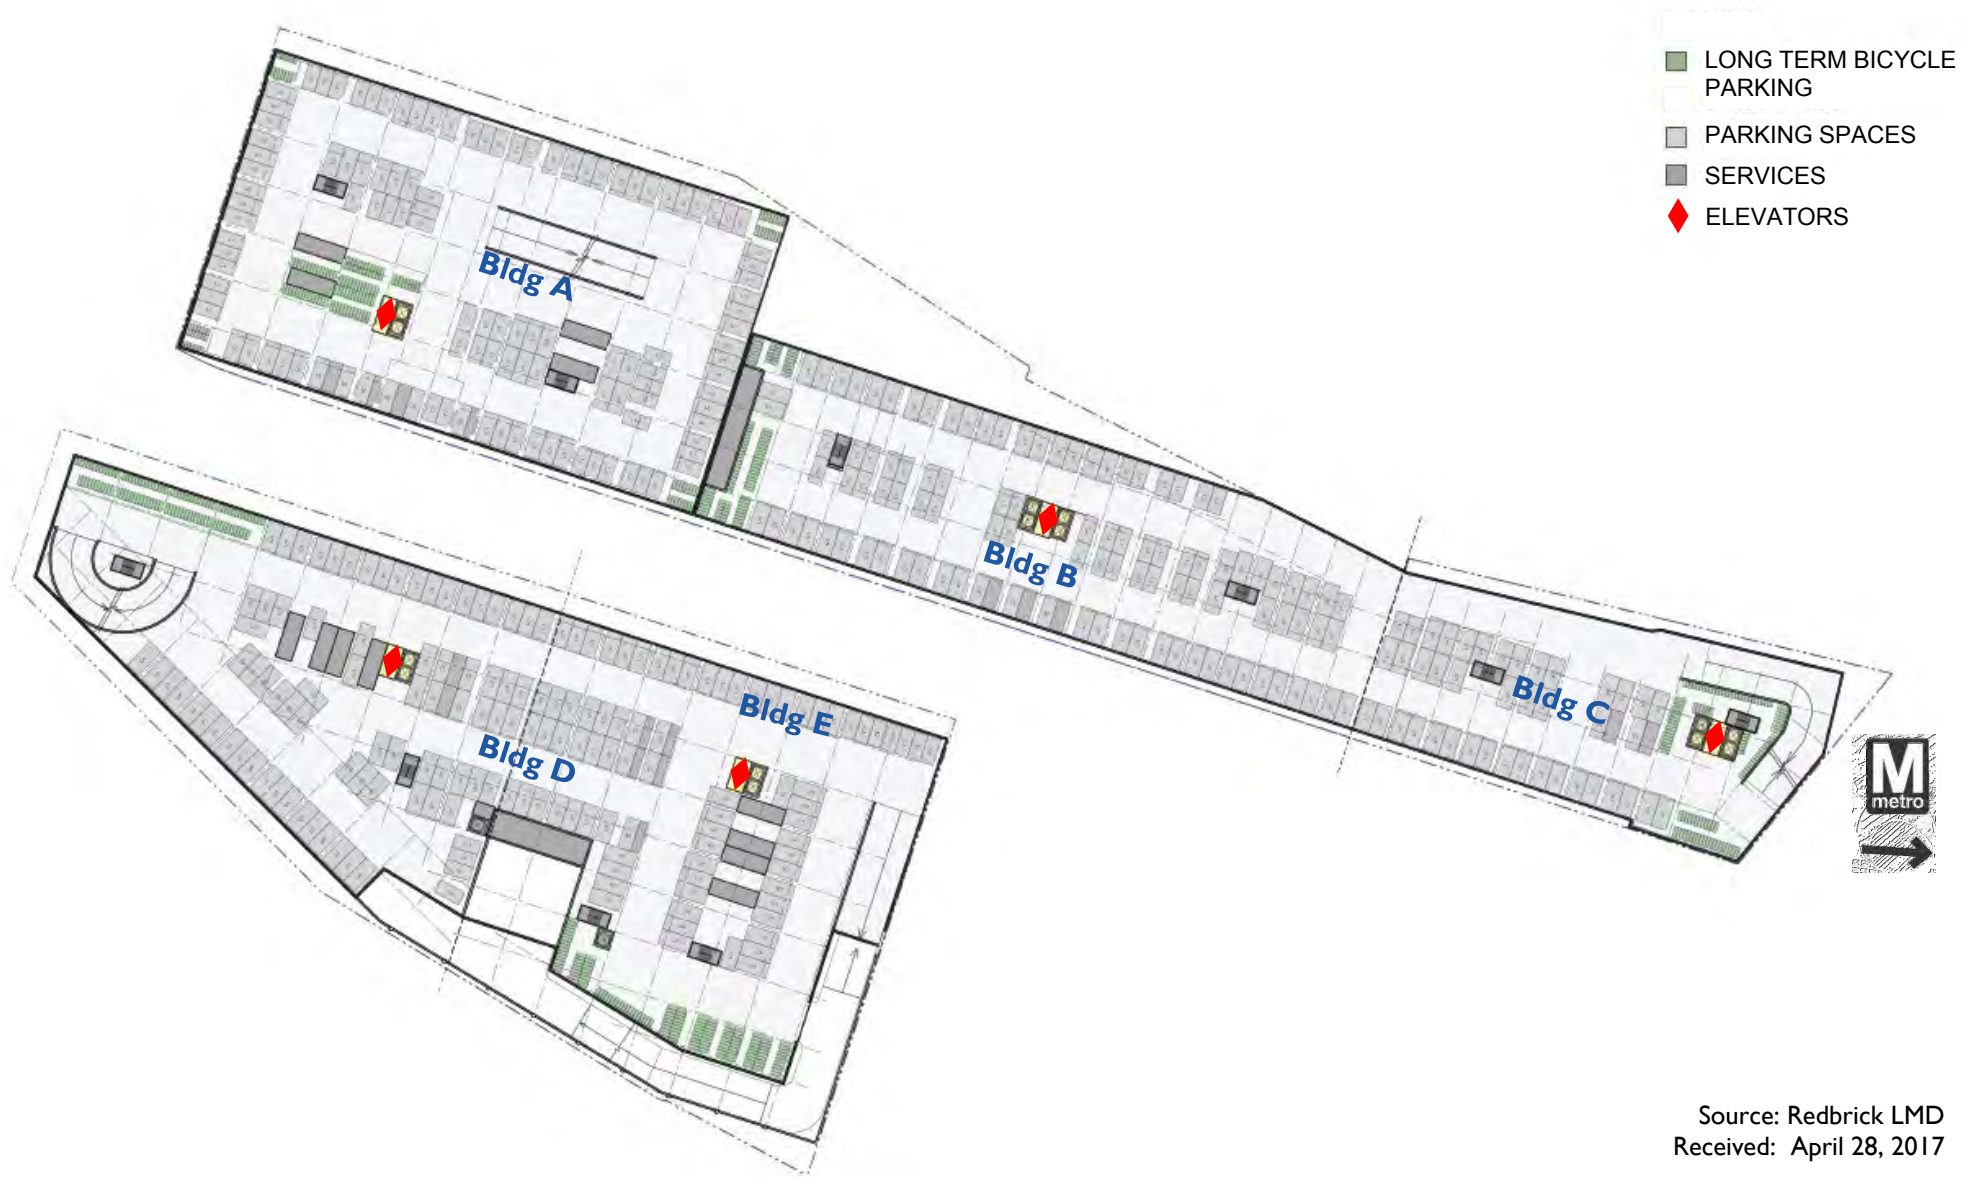 LONG TERM BICYCLE
PARKING
PARKING SPACES
SERVICES
ELEVATORS
Bldg A
Bldg B
Bldg C
Bldg E
Bldg D
M
metro
Source: Redbrick LMD
Received: April 28, 2017